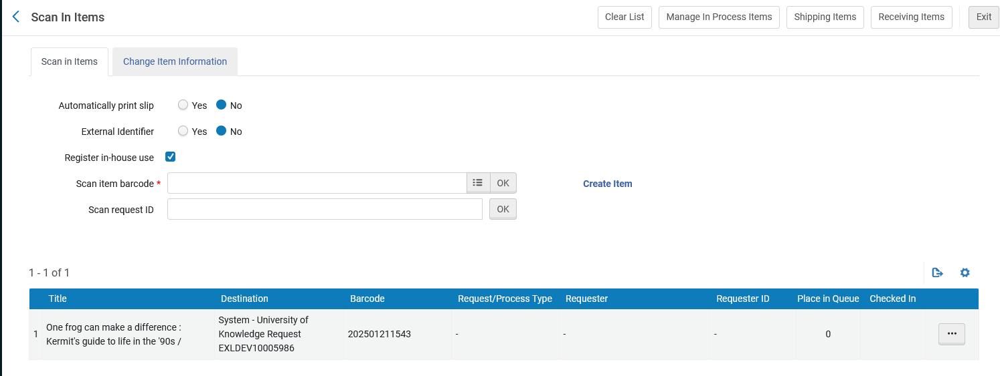 Scan In Items
Clear List
Manage In Process Items
Shipping Items
Receiving Items
Exit
Scan in Items
Change Item Information
Automatically print slip
Yes
No
External Identifier
Yes
No
Register in-house use
Scan item barcode *
OK
Create Item
Scan request ID
OK
1 - 1 of 1
Title
Destination
Barcode
Request/Process Type
Requester
Requester ID
Place in Queue
Checked In
1
One frog can make a difference :
Kermit's guide to life in the '90s /
System - University of
Knowledge Request
EXLDEV10005986
202501211543
-
-
-
0